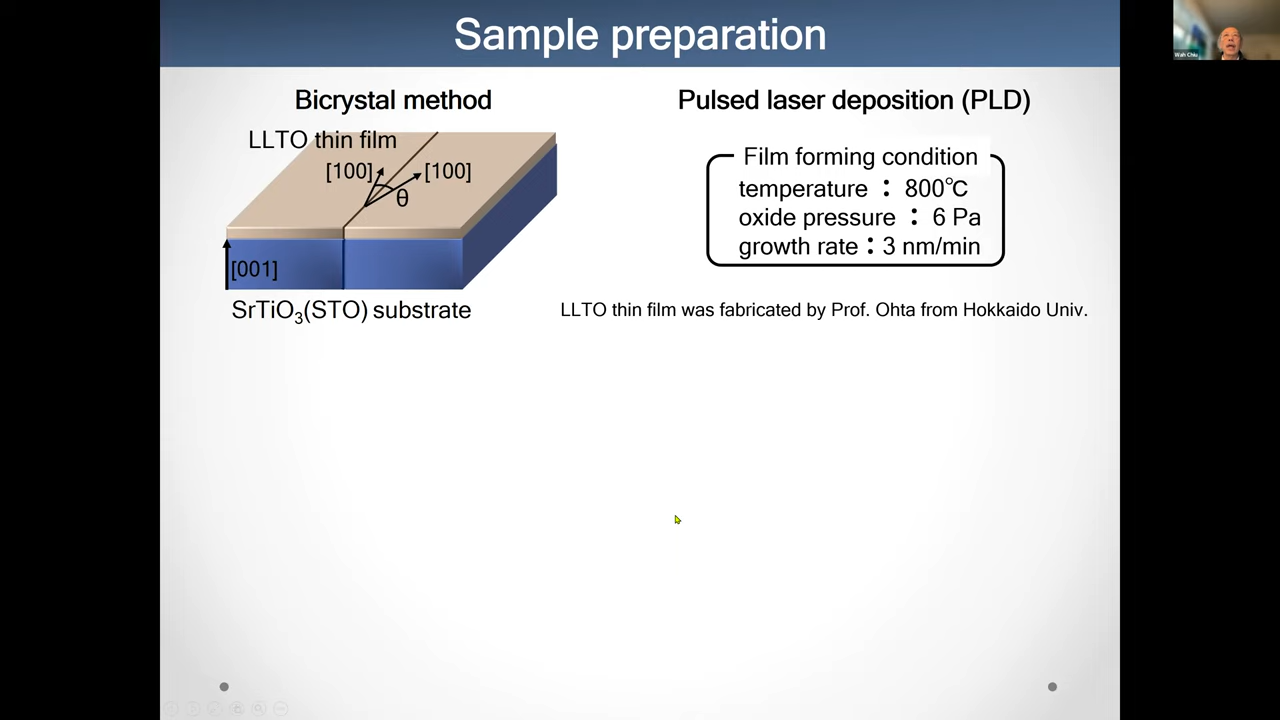 Sample preparation
Wah Chiu
Bicrystal method
Pulsed laser deposition (PLD)
LLTO thin film
[100]
[100]
θ
[001]
SrTiO₃(STO) substrate
Film forming condition
temperature : 800℃
oxide pressure : 6 Pa
growth rate : 3 nm/min
LLTO thin film was fabricated by Prof. Ohta from Hokkaido Univ.